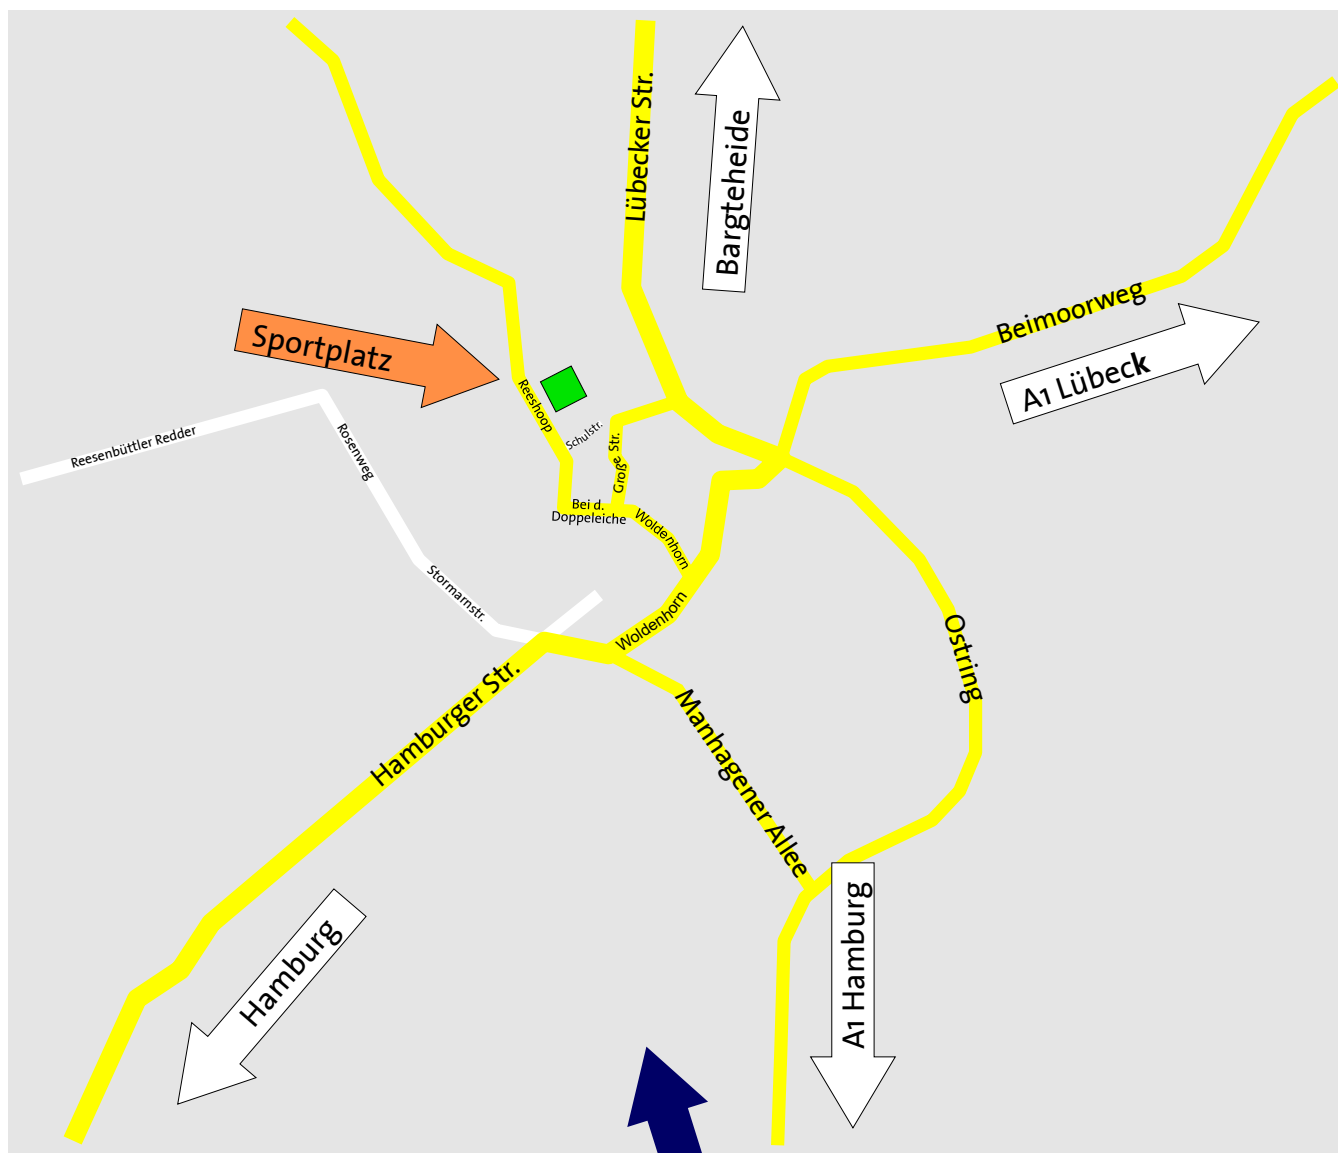 Lübecker Str.
Bargteheide
Beimoorweg
A1 Lübeck
Sportplatz
Reeshoop
Schulstr.
Große Str.
Reesenbüttler Redder
Rosenweg
Bei d.
Doppeleiche
Woldenhorn
Stormarnstr.
Woldenhorn
Ostring
Hamburger Str.
Manhagener Allee
Hamburg
A1 Hamburg